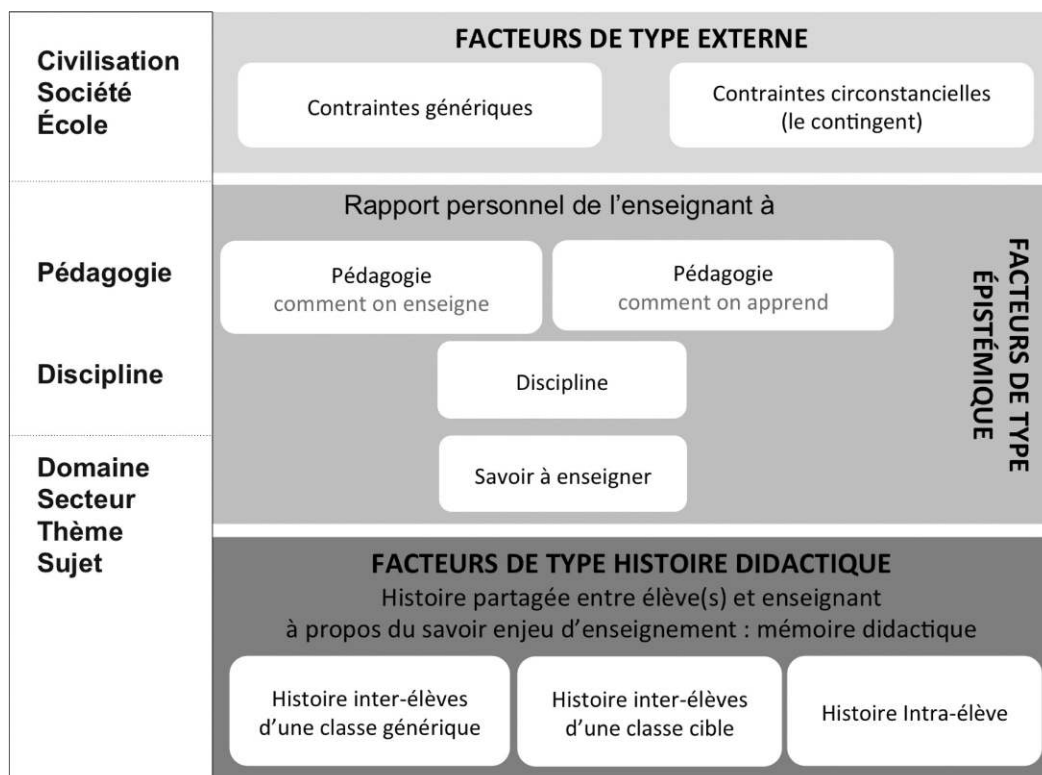 Civilisation
Société
École
FACTEURS DE TYPE EXTERNE
Contraintes génériques
Contraintes circonstancielles
(le contingent)
Pédagogie
Discipline
Rapport personnel de l’enseignant à
Pédagogie
comment on enseigne
Pédagogie
comment on apprend
Discipline
Savoir à enseigner
FACTEURS DE TYPE
ÉPISTÉMIQUE
Domaine
Secteur
Thème
Sujet
FACTEURS DE TYPE HISTOIRE DIDACTIQUE
Histoire partagée entre élève(s) et enseignant
à propos du savoir enjeu d’enseignement : mémoire didactique
Histoire inter-élèves
d’une classe générique
Histoire inter-élèves
d’une classe cible
Histoire Intra-élève